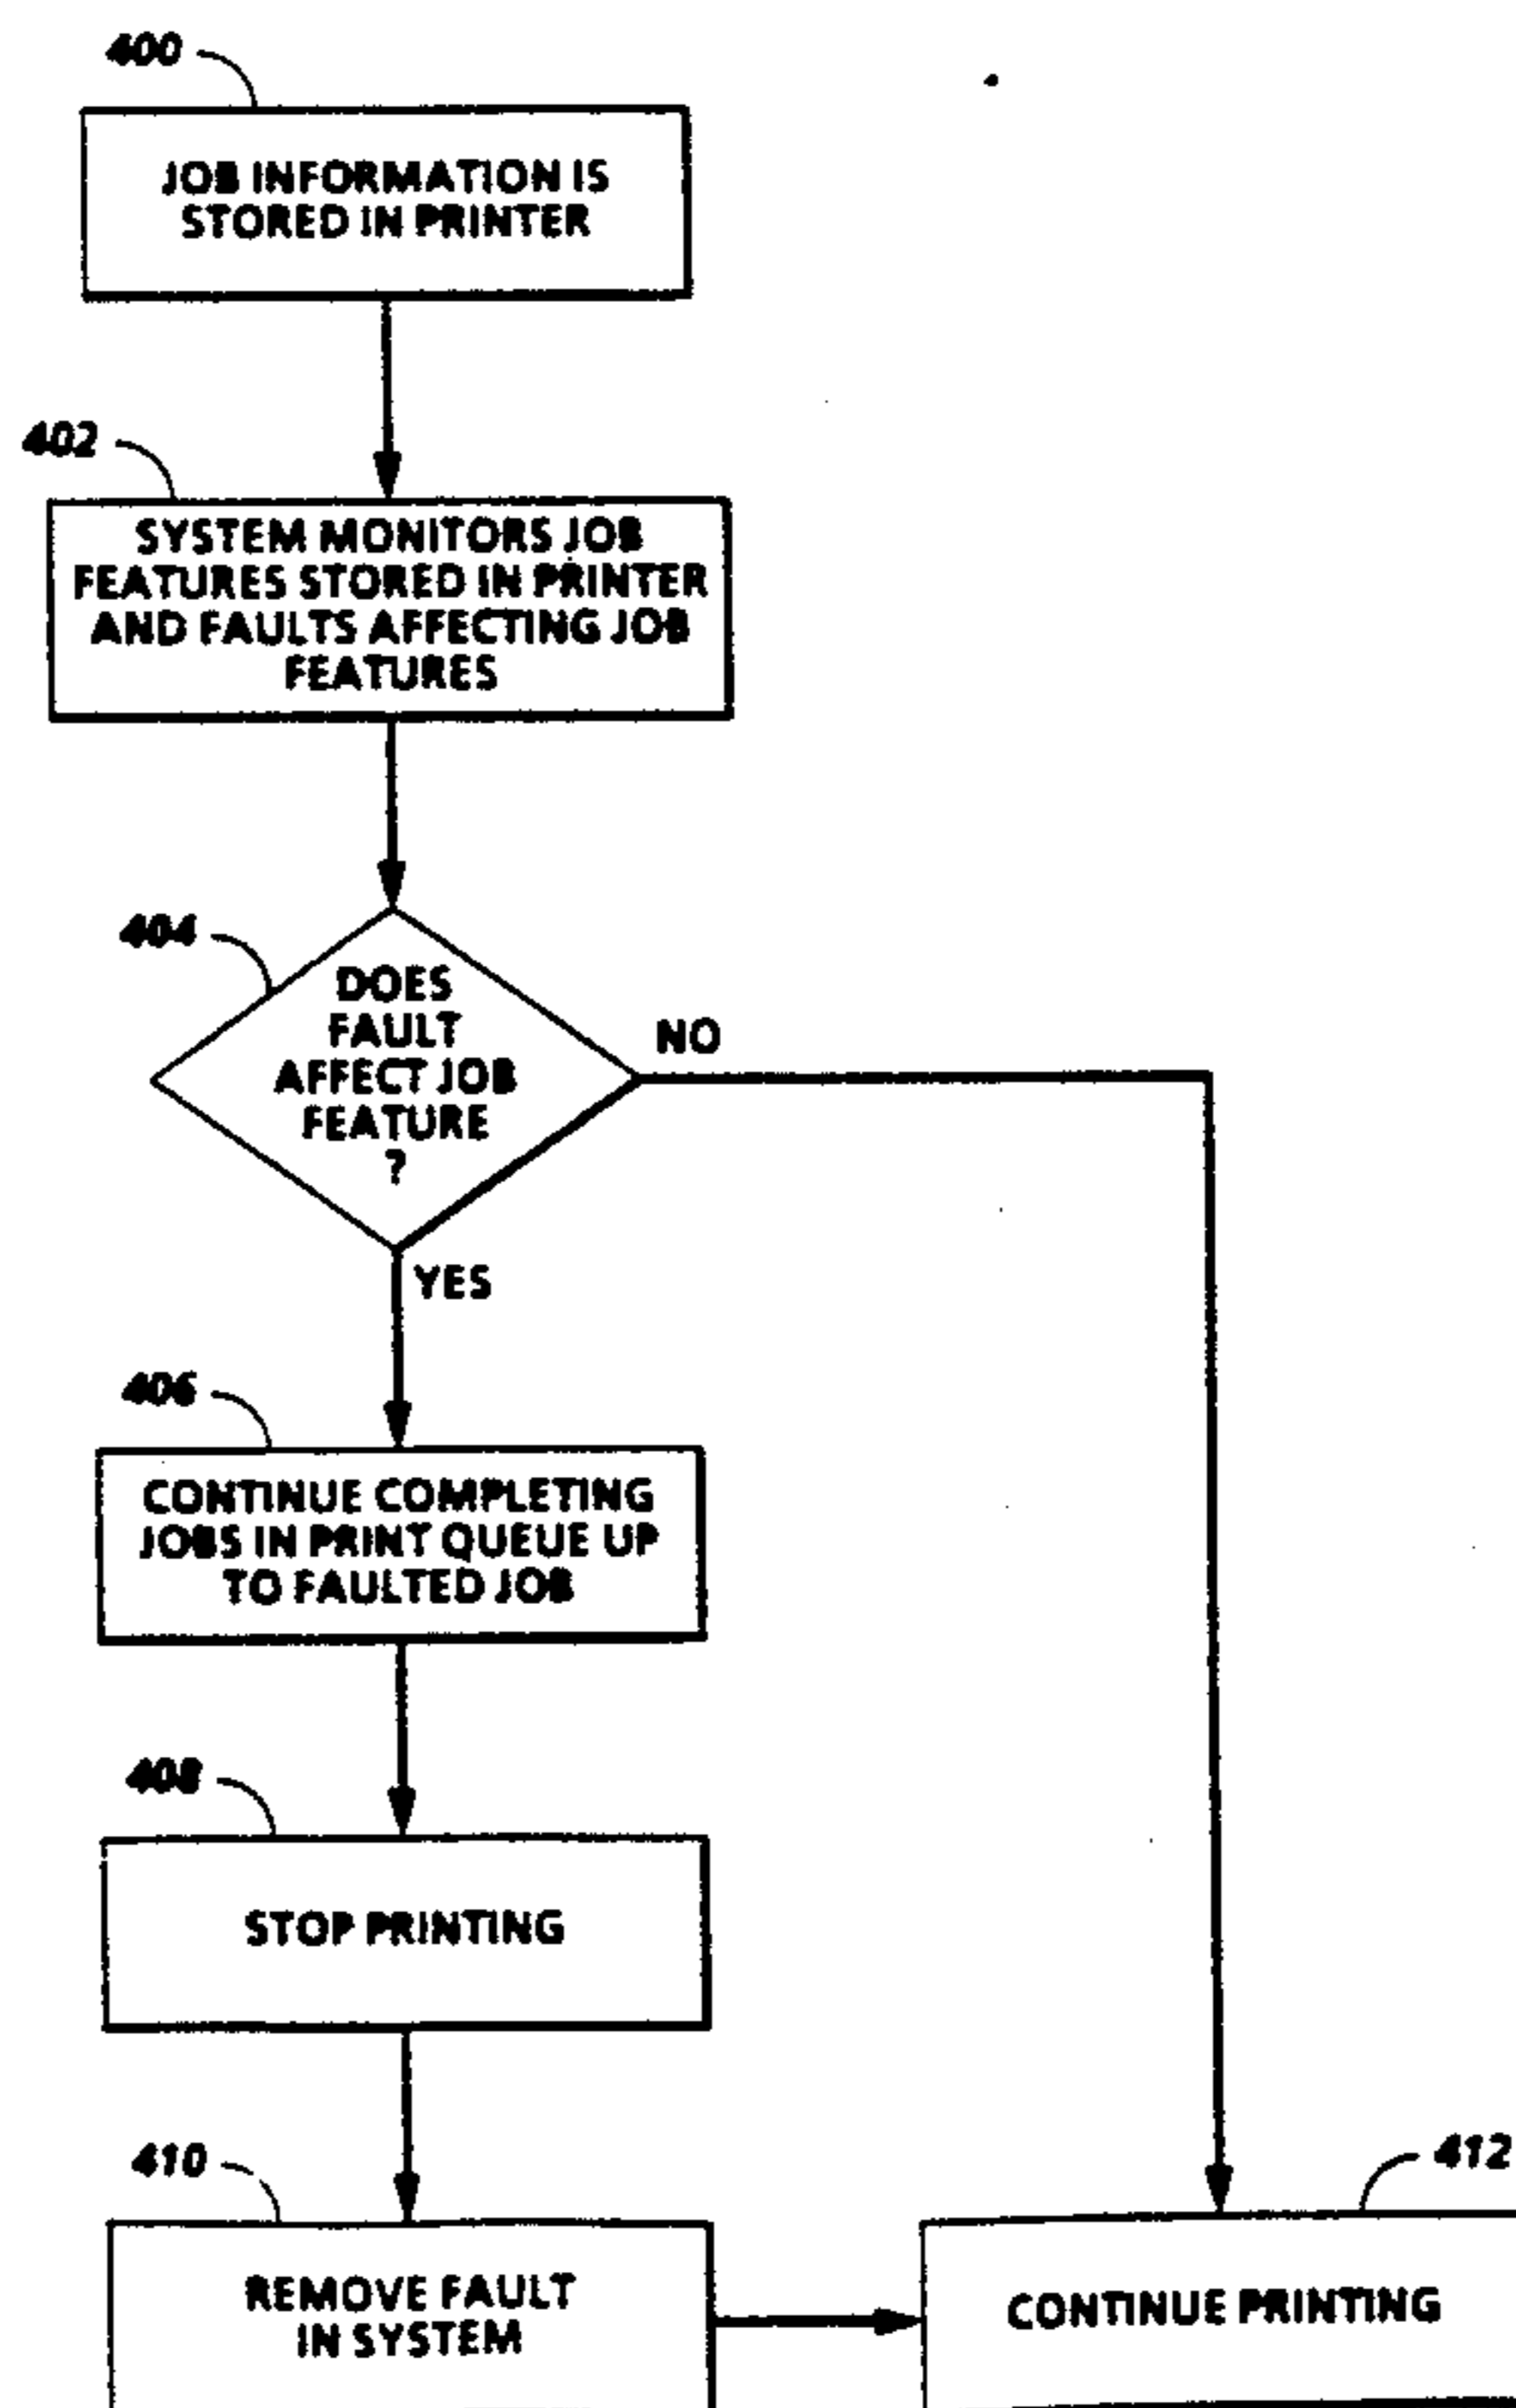 400
JOB INFORMATION IS
STORED IN PRINTER
402
SYSTEM MONITORS JOB
FEATURES STORED IN PRINTER
AND FAULTS AFFECTING JOB
FEATURES
404
DOES
FAULT
AFFECT JOB
FEATURE
?
NO
YES
406
CONTINUE COMPLETING
JOBS IN PRINT QUEUE UP
TO FAULTED JOB
408
STOP PRINTING
410
REMOVE FAULT
IN SYSTEM
412
CONTINUE PRINTING